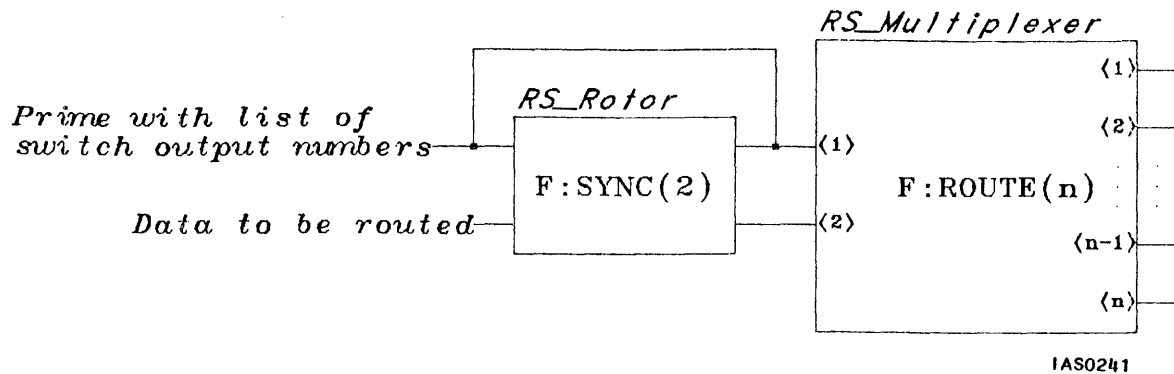 RS_Multiplexer
RS_Rotor
Prime with list of
switch output numbers
Data to be routed
F:SYNC(2)
<1>
<2>
F:ROUTE(n)
<1>
<2>
<n-1>
<n>
IAS0241